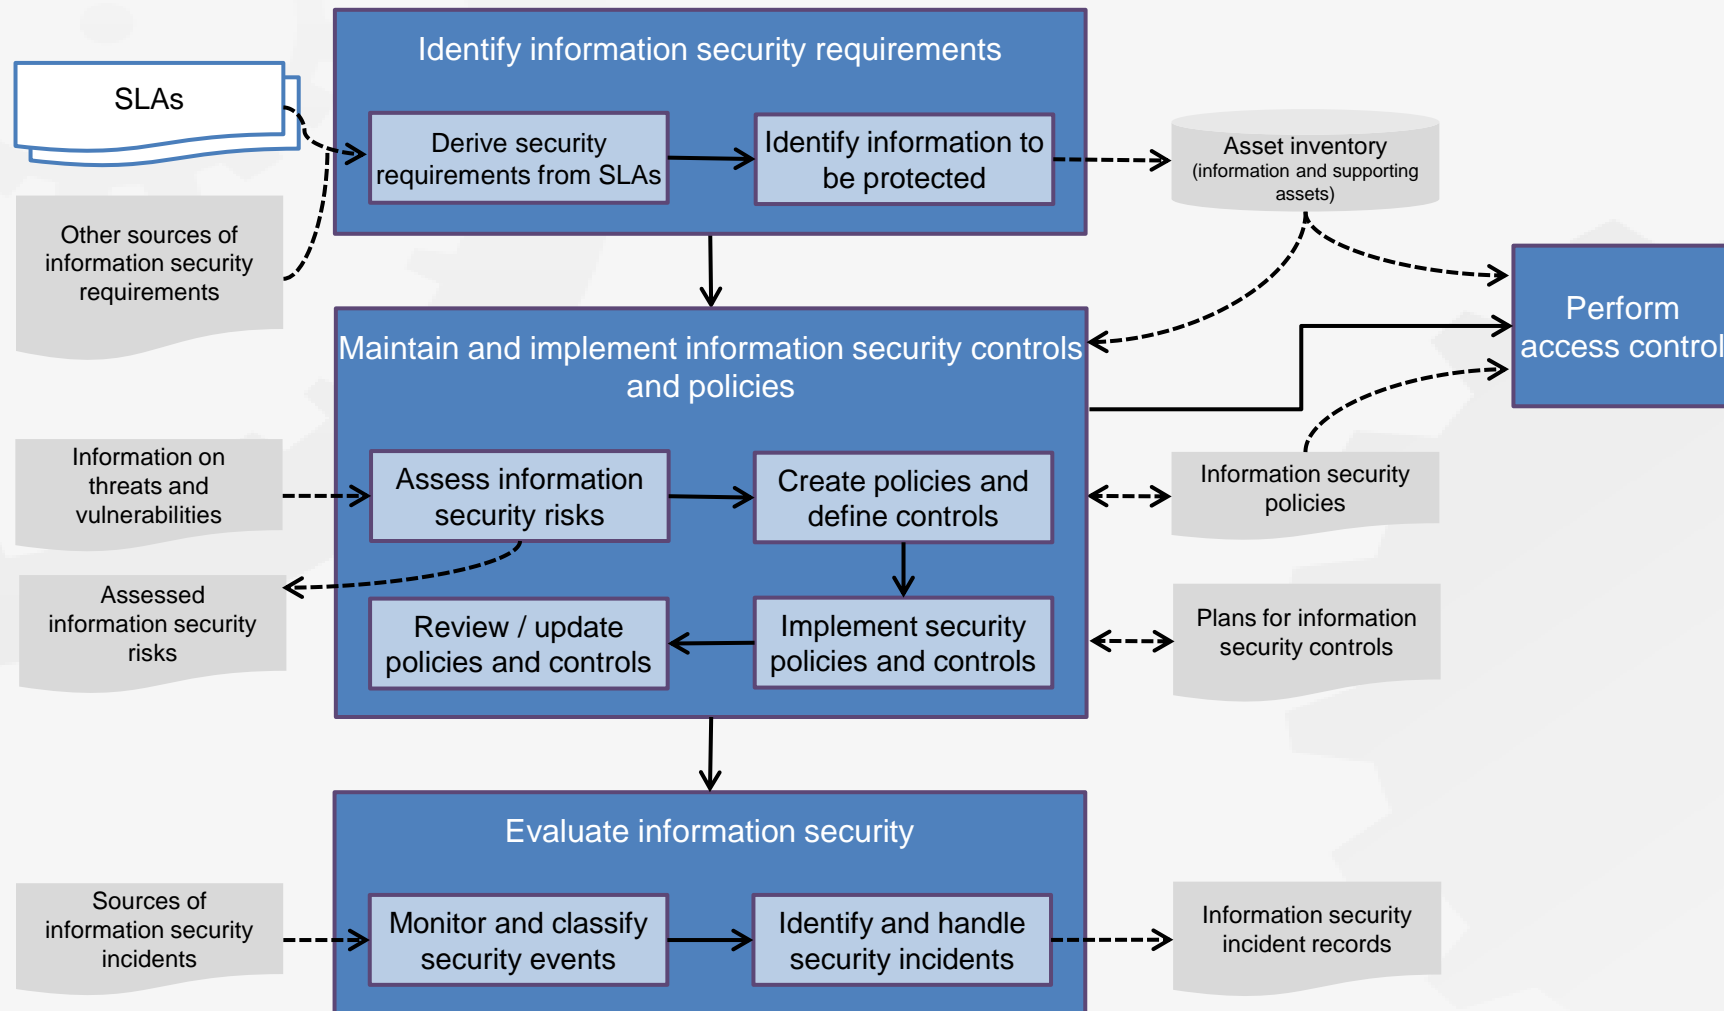 Identify information security requirements
SLAs
Derive security
requirements from SLAs
Identify information to
be protected
Asset inventory
(information and supporting
assets)
Other sources of
information security
requirements
Perform
access control
Maintain and implement information security controls
and policies
Information on
threats and
vulnerabilities
Assess information
security risks
Create policies and
define controls
Information security
policies
Assessed
information security
risks
Review / update
policies and controls
Implement security
policies and controls
Plans for information
security controls
Evaluate information security
Sources of
information security
incidents
Monitor and classify
security events
Identify and handle
security incidents
Information security
incident records